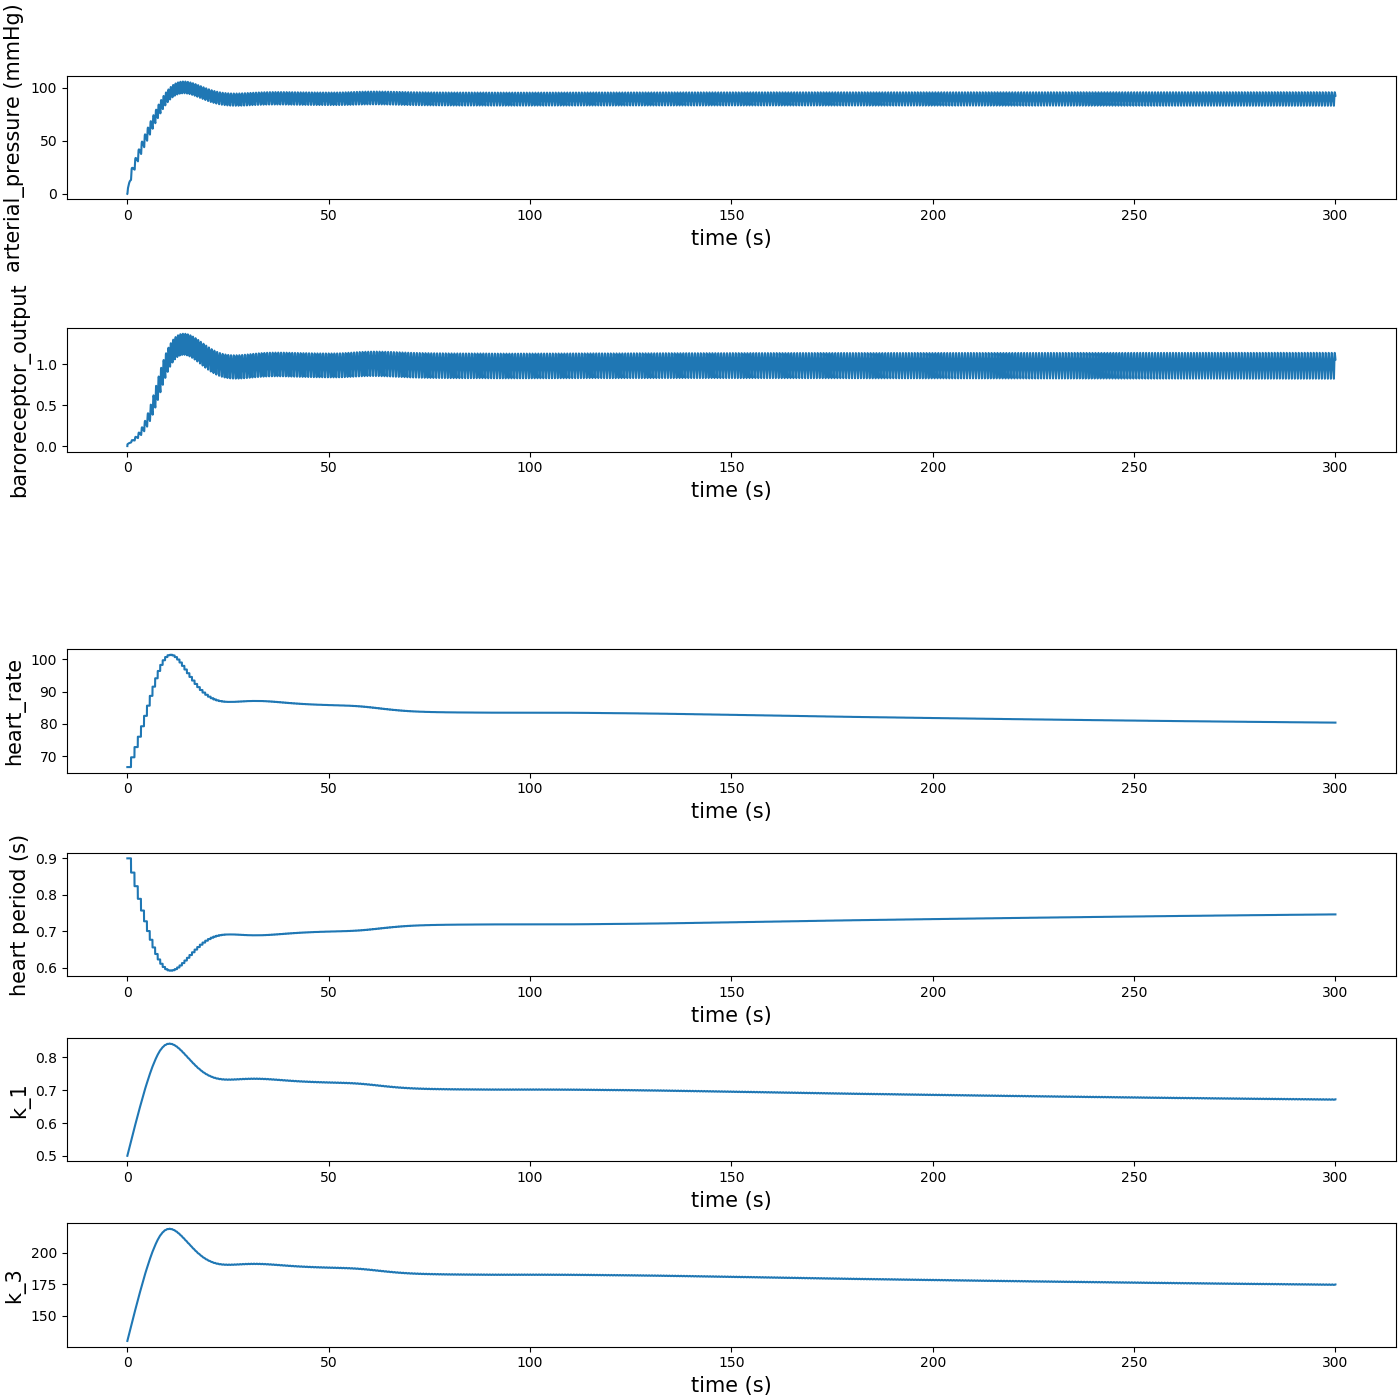 arterial_pressure (mmHg)
100
50
0
0 50 100 150 200 250 300
time (s)
baroreceptor_output
1.0
0.5
0.0
0 50 100 150 200 250 300
time (s)
heart_rate
100
90
80
70
0 50 100 150 200 250 300
time (s)
heart period (s)
0.9
0.8
0.7
0.6
0 50 100 150 200 250 300
time (s)
k_1
0.8
0.7
0.6
0.5
0 50 100 150 200 250 300
time (s)
k_3
200
175
150
0 50 100 150 200 250 300
time (s)